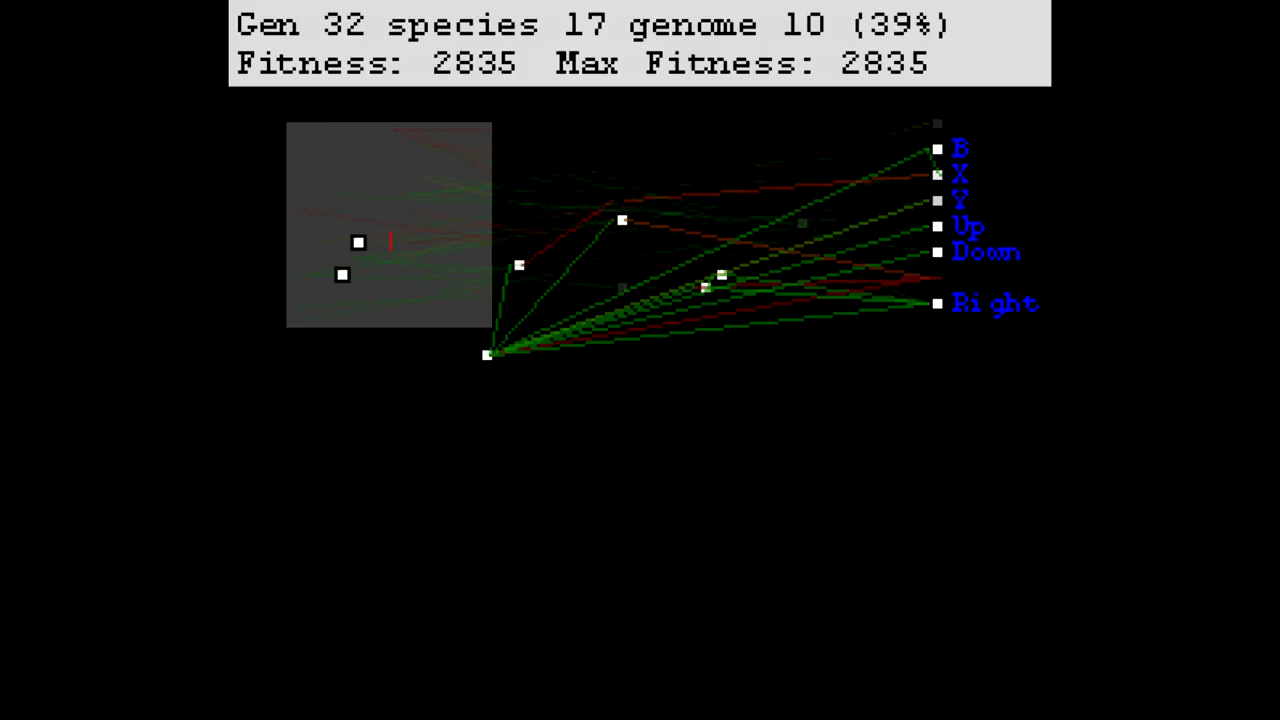 Gen 32 species 17 genome 10 (39%)
Fitness: 2835 Max Fitness: 2835
B
X
Y
Up
Down
Right